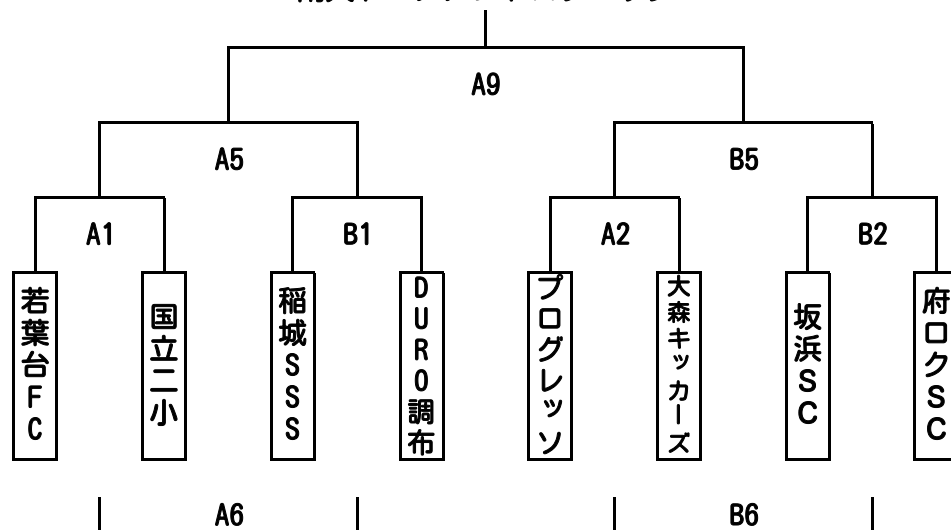 A9
A5
B5
A1
B1
A2
B2
若葉台FC
国立二小
稲城SSS
DURO調布
プログレッソ
大森キッカーズ
坂浜SC
府ロクSC
A6
B6